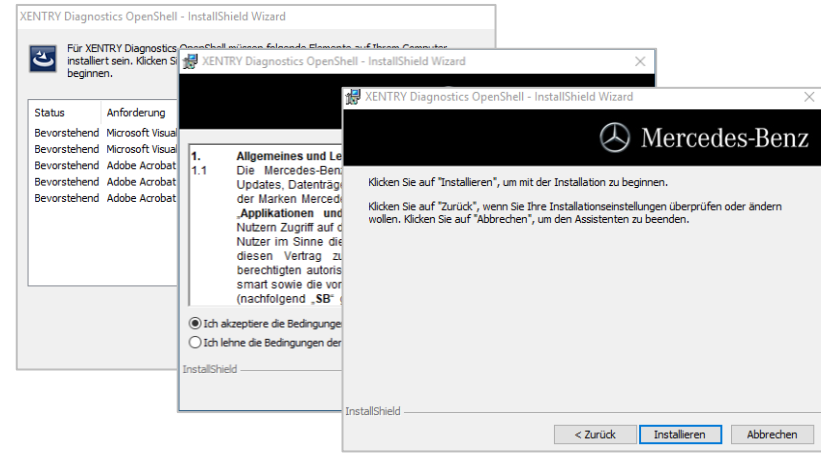 XENTRY Diagnostics OpenShell - InstallShield Wizard
Für XENTRY Diagnostics OpenShell müssen folgende Elemente auf Ihrem Computer
installiert sein. Klicken
beginnen.
Status Anforderung
Bevorstehend Microsoft Visual
Bevorstehend Microsoft Visual
Bevorstehend Adobe Acrobat
Bevorstehend Adobe Acrobat
Bevorstehend Adobe Acrobat
XENTRY Diagnostics OpenShell - InstallShield Wizard
1. Allgemeines und
1.1 Die Mercedes-Ben
Updates, Datenträg
der Marken Merced
„Applikationen und
Nutzern Zugriff auf
Nutzer im Sinne die
diesen Vertrag zu
berechtigten autoris
smart sowie die vor
(nachfolgend „SB“
Ich akzeptiere die Bedingunge
Ich lehne die Bedingungen der
InstallShield
XENTRY Diagnostics OpenShell - InstallShield Wizard
Mercedes-Benz
Klicken Sie auf "Installieren", um mit der Installation zu beginnen.
Klicken Sie auf "Zurück", wenn Sie Ihre Installationseinstellungen überprüfen oder ändern
wollen. Klicken Sie auf "Abbrechen", um den Assistenten zu beenden.
InstallShield
< Zurück Installieren Abbrechen